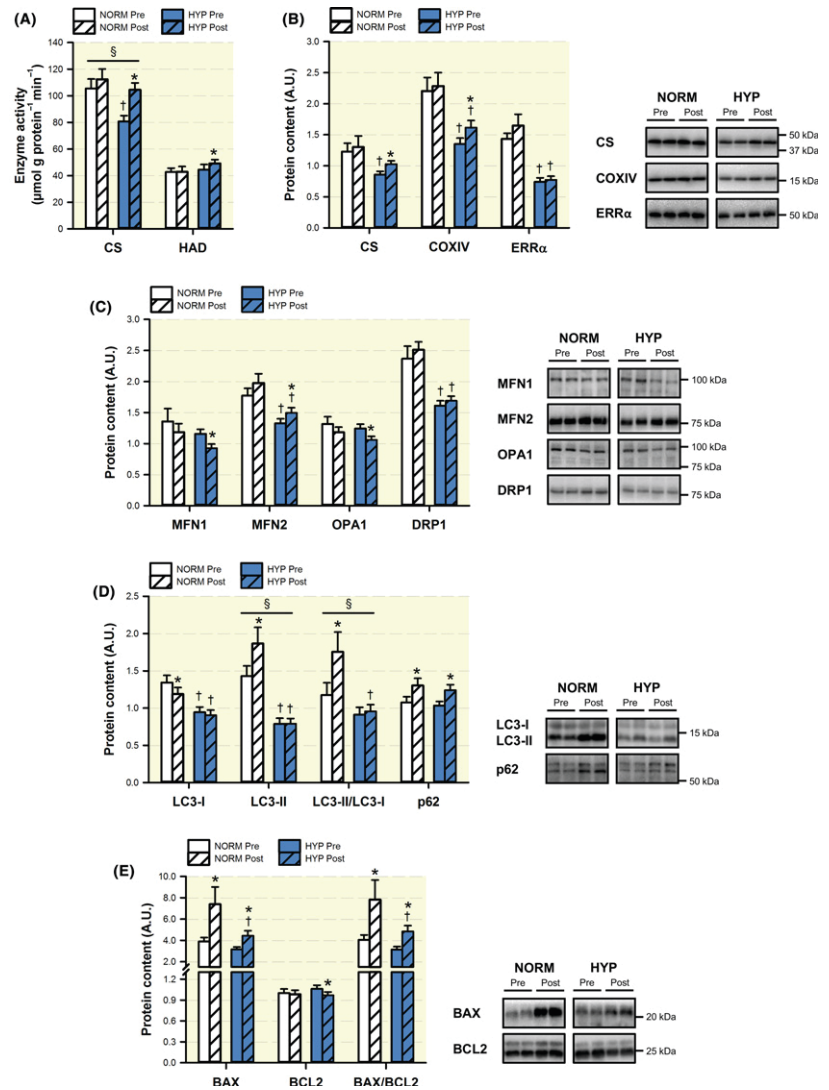 (A)
NORM Pre
NORM Post
HYP Pre
HYP Post
Enzyme activity
(µmol g protein⁻¹ min⁻¹)
140
120
100
80
60
40
20
0
§
†
*
*
CS
HAD
(B)
NORM Pre
NORM Post
HYP Pre
HYP Post
Protein content (A.U.)
3.0
2.5
2.0
1.5
1.0
0.5
0.0
†
*
†
*
†
† †
CS
COXIV
ERRα
NORM
HYP
Pre
Post
Pre
Post
CS
50 kDa
37 kDa
COXIV
15 kDa
ERRα
50 kDa
(C)
NORM Pre
NORM Post
HYP Pre
HYP Post
Protein content (A.U.)
3.0
2.5
2.0
1.5
1.0
0.5
0.0
*
†
*
†
*
† †
MFN1
MFN2
OPA1
DRP1
NORM
HYP
Pre
Post
Pre
Post
MFN1
100 kDa
MFN2
75 kDa
OPA1
100 kDa
75 kDa
DRP1
75 kDa
(D)
NORM Pre
NORM Post
HYP Pre
HYP Post
Protein content (A.U.)
2.5
2.0
1.5
1.0
0.5
0.0
*
† †
§
*
† †
§
*
†
*
*
LC3-I
LC3-II
LC3-II/LC3-I
p62
NORM
HYP
Pre
Post
Pre
Post
LC3-I
LC3-II
15 kDa
p62
50 kDa
(E)
NORM Pre
NORM Post
HYP Pre
HYP Post
Protein content (A.U.)
10.0
8.0
6.0
4.0
2.0
1.2
0.9
0.6
0.3
0.0
*
*
†
*
*
*
†
BAX
BCL2
BAX/BCL2
NORM
HYP
Pre
Post
Pre
Post
BAX
20 kDa
BCL2
25 kDa